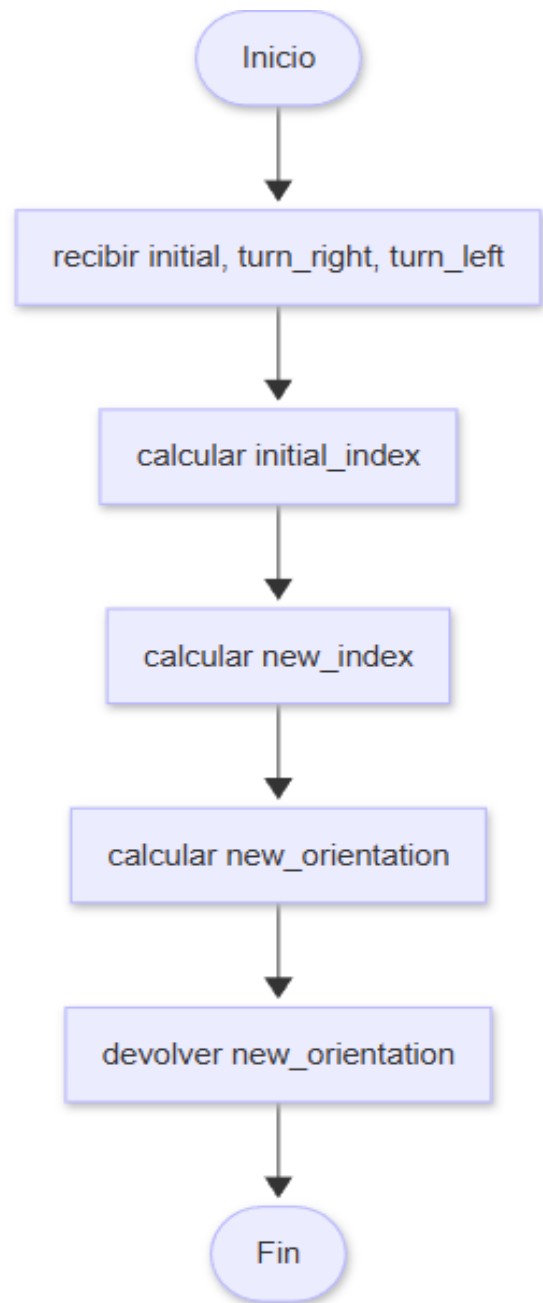 Inicio
recibir initial, turn_right, turn_left
calcular initial_index
calcular new_index
calcular new_orientation
devolver new_orientation
Fin